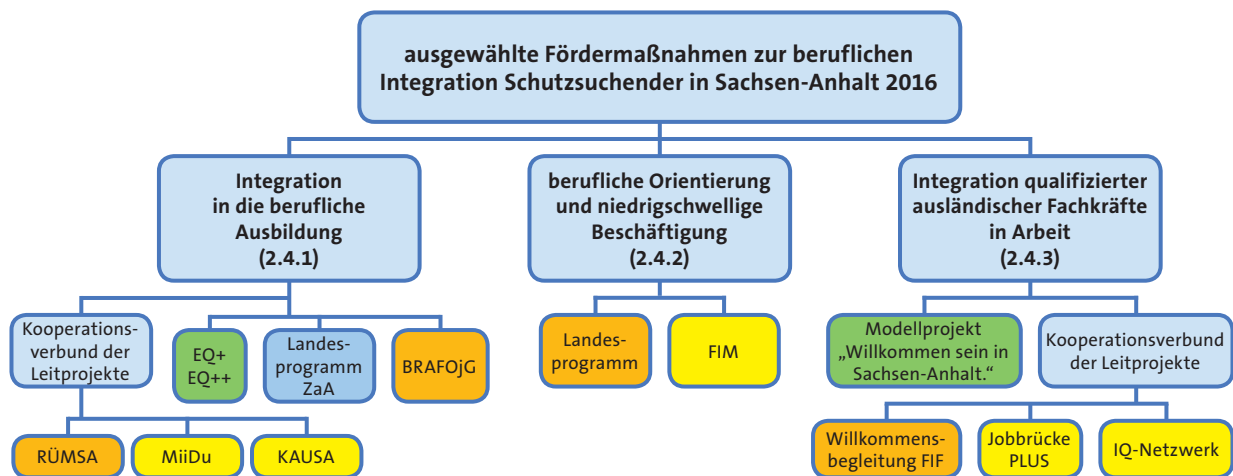 ausgewählte Fördermaßnahmen zur beruflichen
Integration Schutzsuchender in Sachsen-Anhalt 2016
Integration
in die berufliche
Ausbildung
(2.4.1)
berufliche Orientierung
und niedrigschwellige
Beschäftigung
(2.4.2)
Integration qualifizierter
ausländischer Fachkräfte
in Arbeit
(2.4.3)
Kooperations-
verbund der
Leitprojekte
EQ+
EQ++
Landes-
programm
ZaA
BRAFOjG
Landes-
programm
FIM
Modellprojekt
„Willkommen sein in
Sachsen-Anhalt.“
Kooperationsverbund
der Leitprojekte
RÜMSA
MiiDu
KAUSA
Willkommens-
begleitung FIF
Jobbrücke
PLUS
IQ-Netzwerk